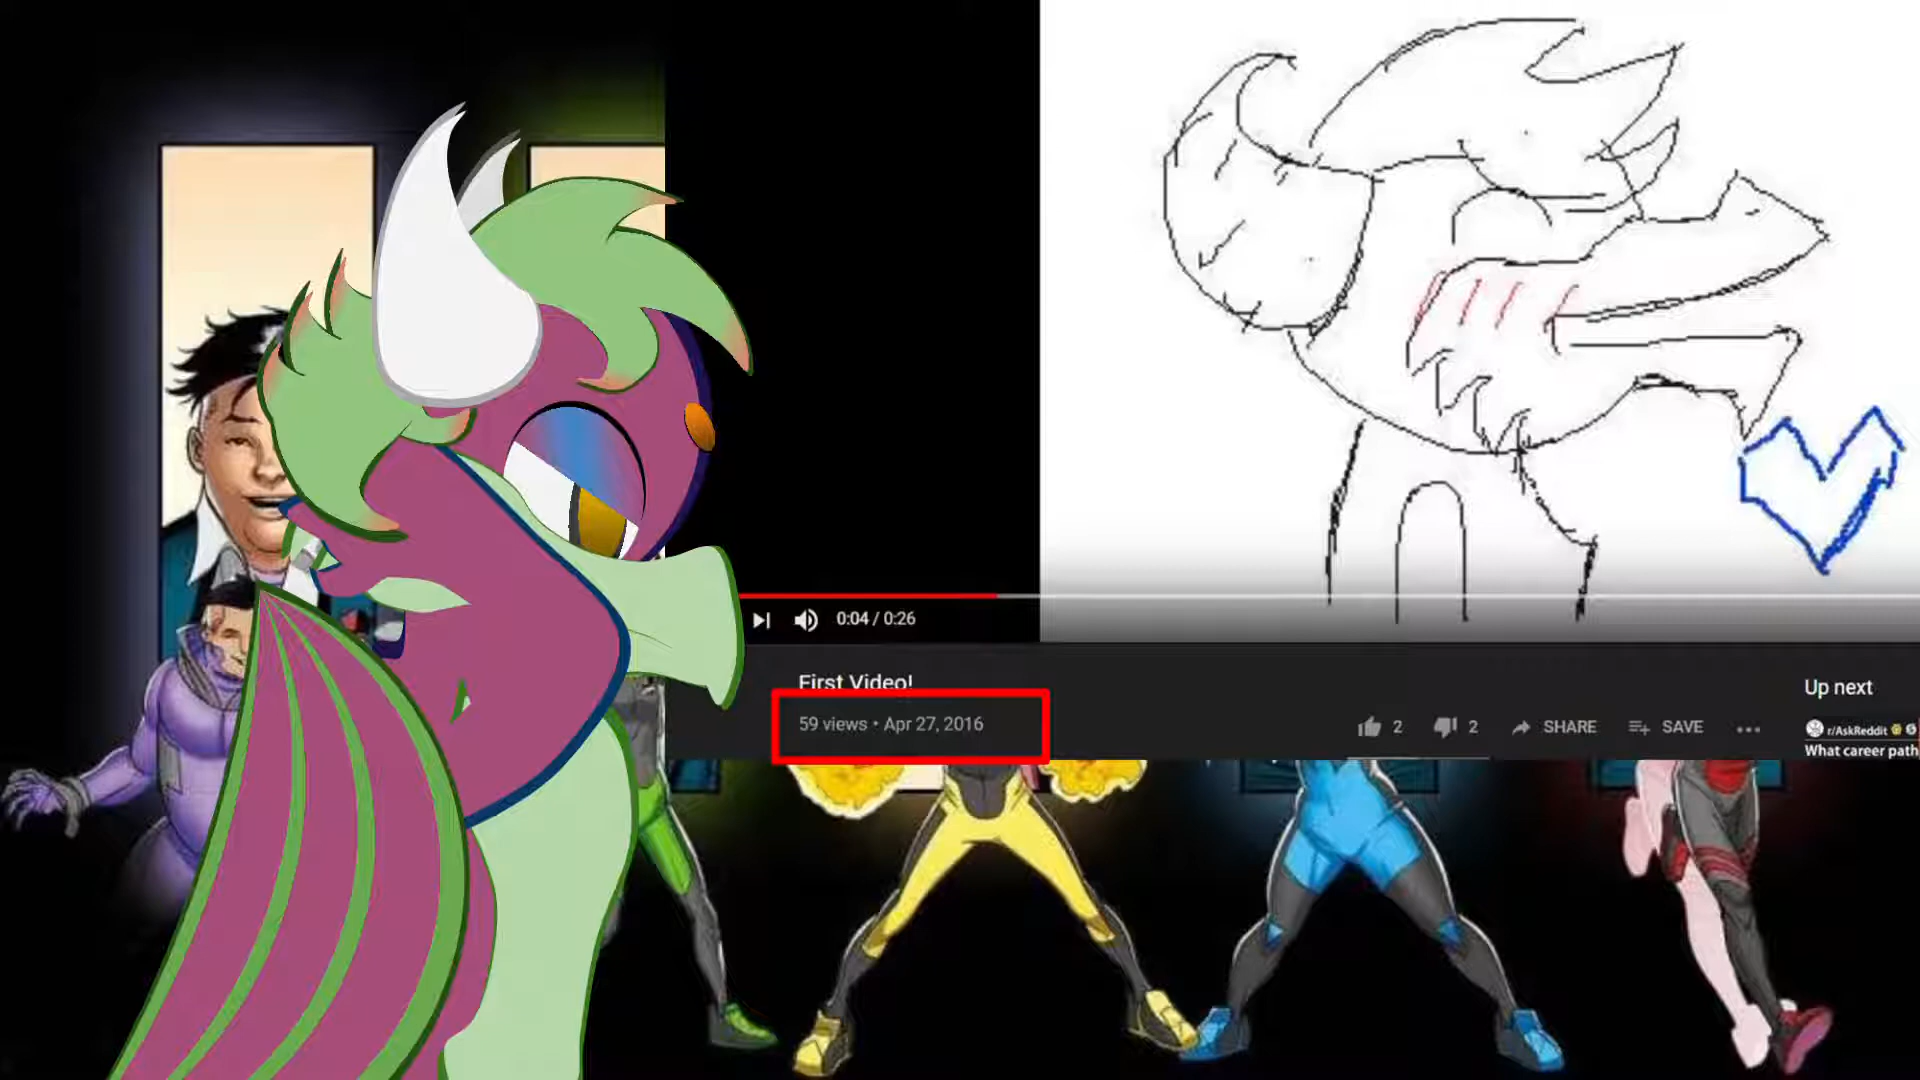 0:04 / 0:26
First Video!
59 views • Apr 27, 2016
2
2
SHARE
SAVE
Up next
r/AskReddit
What career path